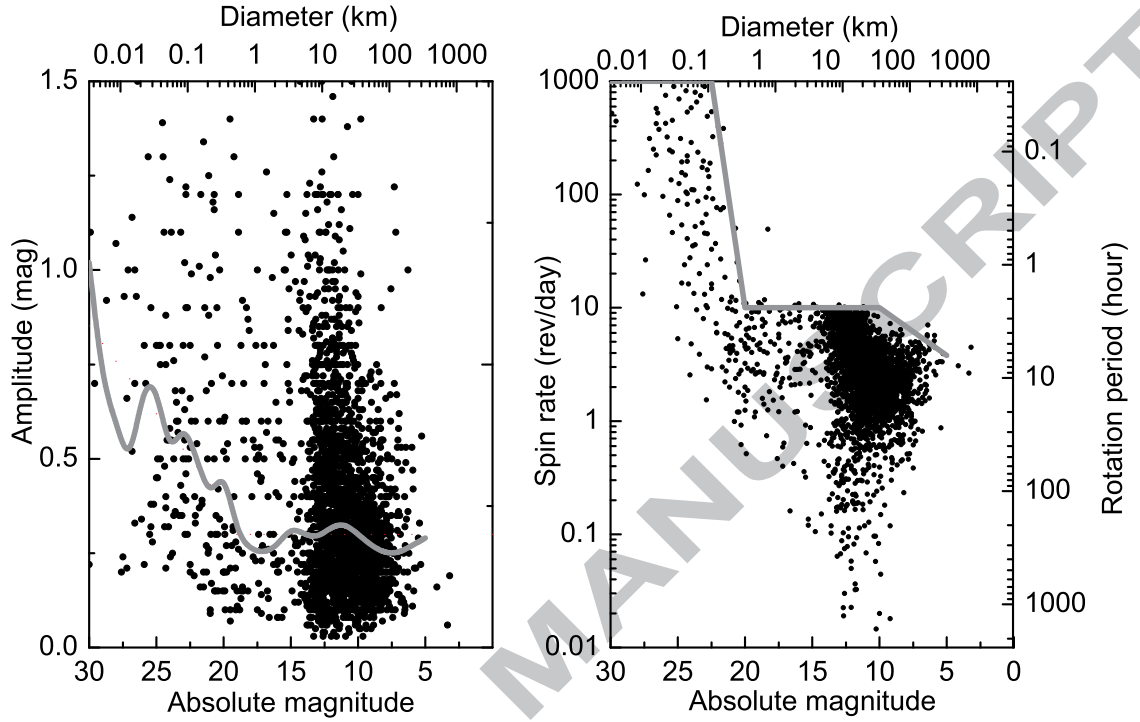 Diameter (km)
0.01 0.1 1 10 100 1000
1.5
1.0
0.5
0.0
Amplitude (mag)
30 25 20 15 10 5
Absolute magnitude
Diameter (km)
0.01 0.1 1 10 100 1000
1000
100
10
1
0.1
0.01
Spin rate (rev/day)
0.1
1
10
100
1000
Rotation period (hour)
30 25 20 15 10 5 0
Absolute magnitude
MANUSCRIPT